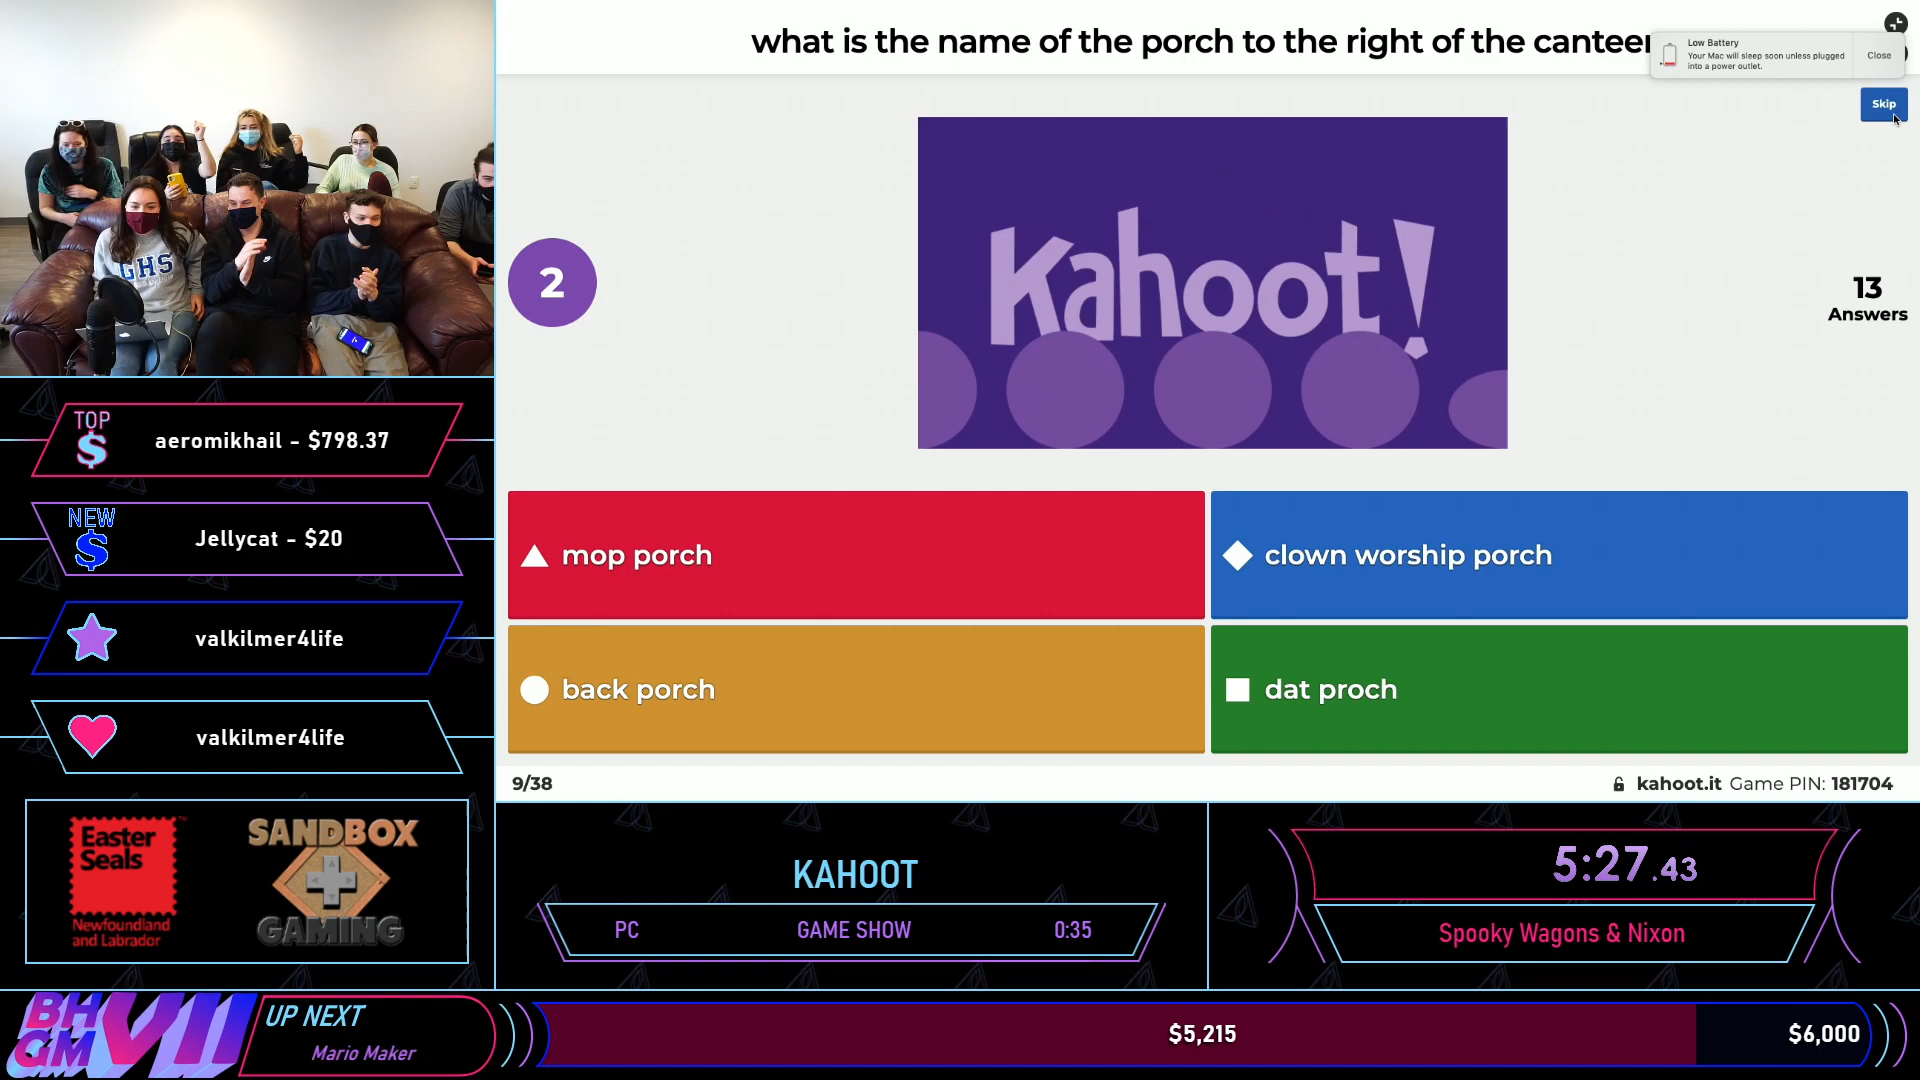 what is the name of the porch to the right of the canteen
Low Battery
Your Mac will sleep soon unless plugged
into a power outlet.
Close
Skip
GHS
2
Kahoot!
13
Answers
TOP
$
aeromikhail - $798.37
NEW
$
Jellycat - $20
valkilmer4life
valkilmer4life
mop porch
clown worship porch
back porch
dat proch
9/38
kahoot.it Game PIN: 181704
Easter
Seals
TM
Newfoundland
and Labrador
SANDBOX
GAMING
KAHOOT
PC GAME SHOW 0:35
5:27.43
Spooky Wagons & Nixon
BH
GM
VII
UP NEXT
Mario Maker
$5,215
$6,000